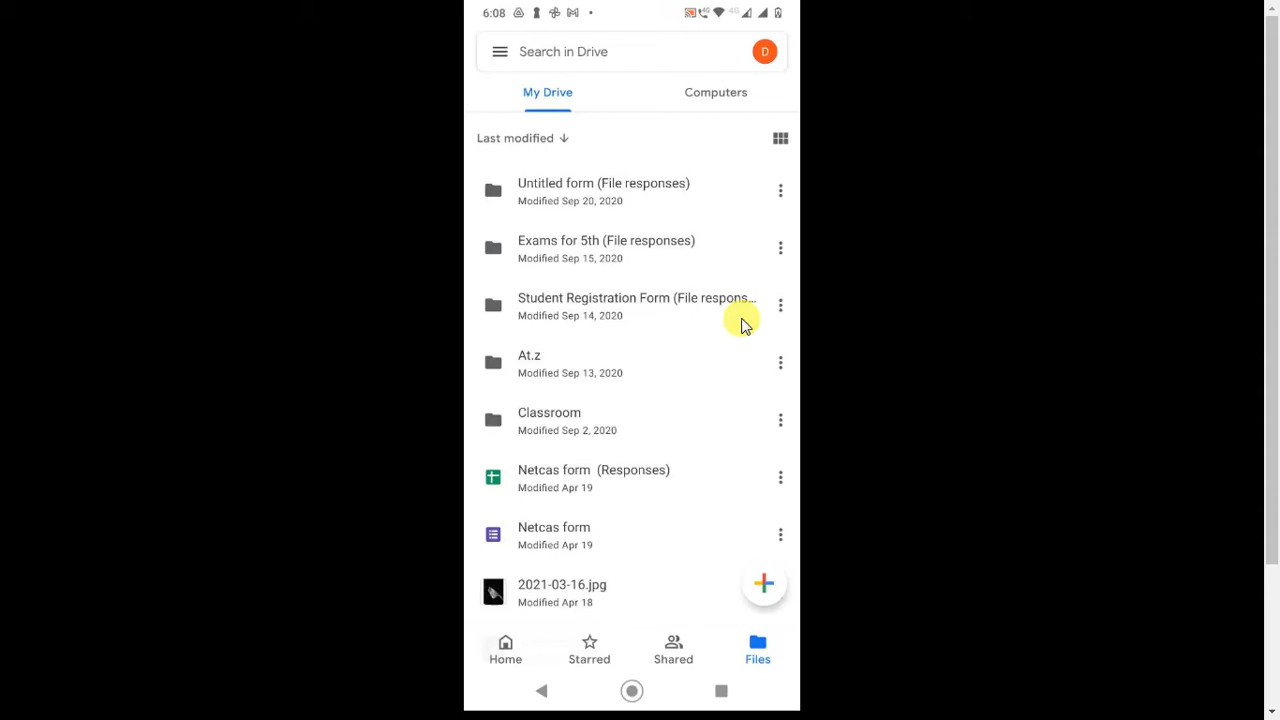 6:08
4G 4G
Search in Drive
D
My Drive
Computers
Last modified
Untitled form (File responses)
Modified Sep 20, 2020
Exams for 5th (File responses)
Modified Sep 15, 2020
Student Registration Form (File respons...
Modified Sep 14, 2020
At.z
Modified Sep 13, 2020
Classroom
Modified Sep 2, 2020
Netcas form (Responses)
Modified Apr 19
Netcas form
Modified Apr 19
2021-03-16.jpg
Modified Apr 18
Home
Starred
Shared
Files